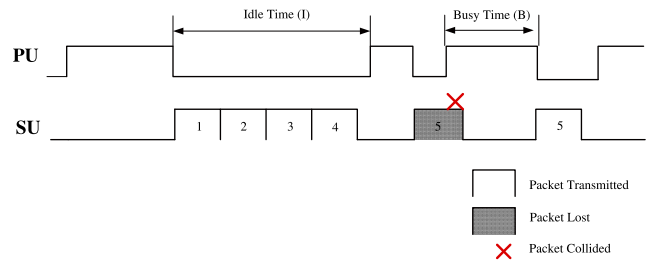 Idle Time (I)
Busy Time (B)
PU
SU
1 2 3 4 5 5
Packet Transmitted
Packet Lost
Packet Collided